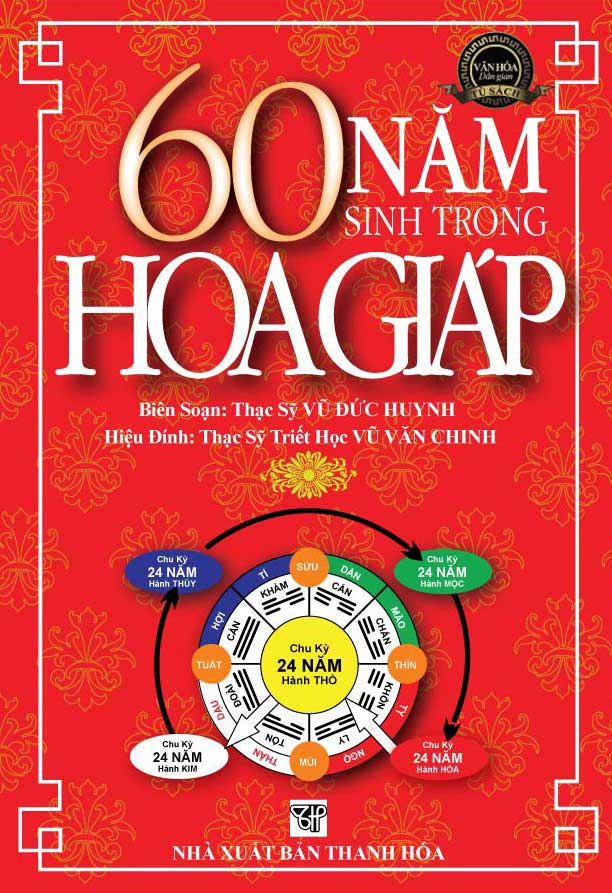 VĂN HÓA
Dân gian
TỦ SÁCH
60 NĂM
SINH TRONG
HOA GIÁP
Biên Soạn: Thạc Sỹ VŨ ĐỨC HUYNH
Hiệu Đính: Thạc Sỹ Triết Học VŨ VĂN CHINH
Chu Kỳ
24 NĂM
Hành THỦY
Chu Kỳ
24 NĂM
Hành MỘC
TÍ
SỬU
DẦN
HỢI
KHẢM
CẤN
MÃO
CÀN
CHẤN
TUẤT
Chu Kỳ
24 NĂM
Hành THỔ
THÌN
DẬU
ĐOÀI
KHÔN
TỴ
TỐN
LY
THÂN
MÙI
NGỌ
Chu Kỳ
24 NĂM
Hành KIM
Chu Kỳ
24 NĂM
Hành HỎA
NHÀ XUẤT BẢN THANH HÓA